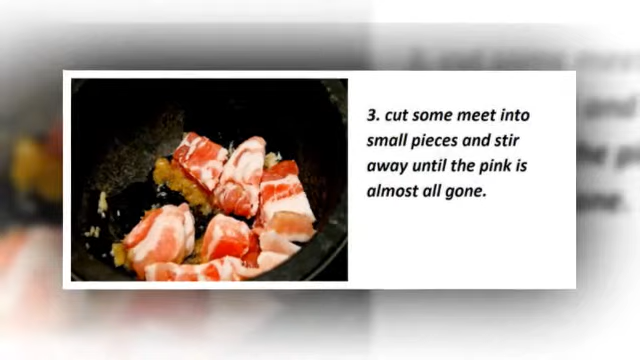 3. cut some meet into
small pieces and stir
away until the pink is
almost all gone.